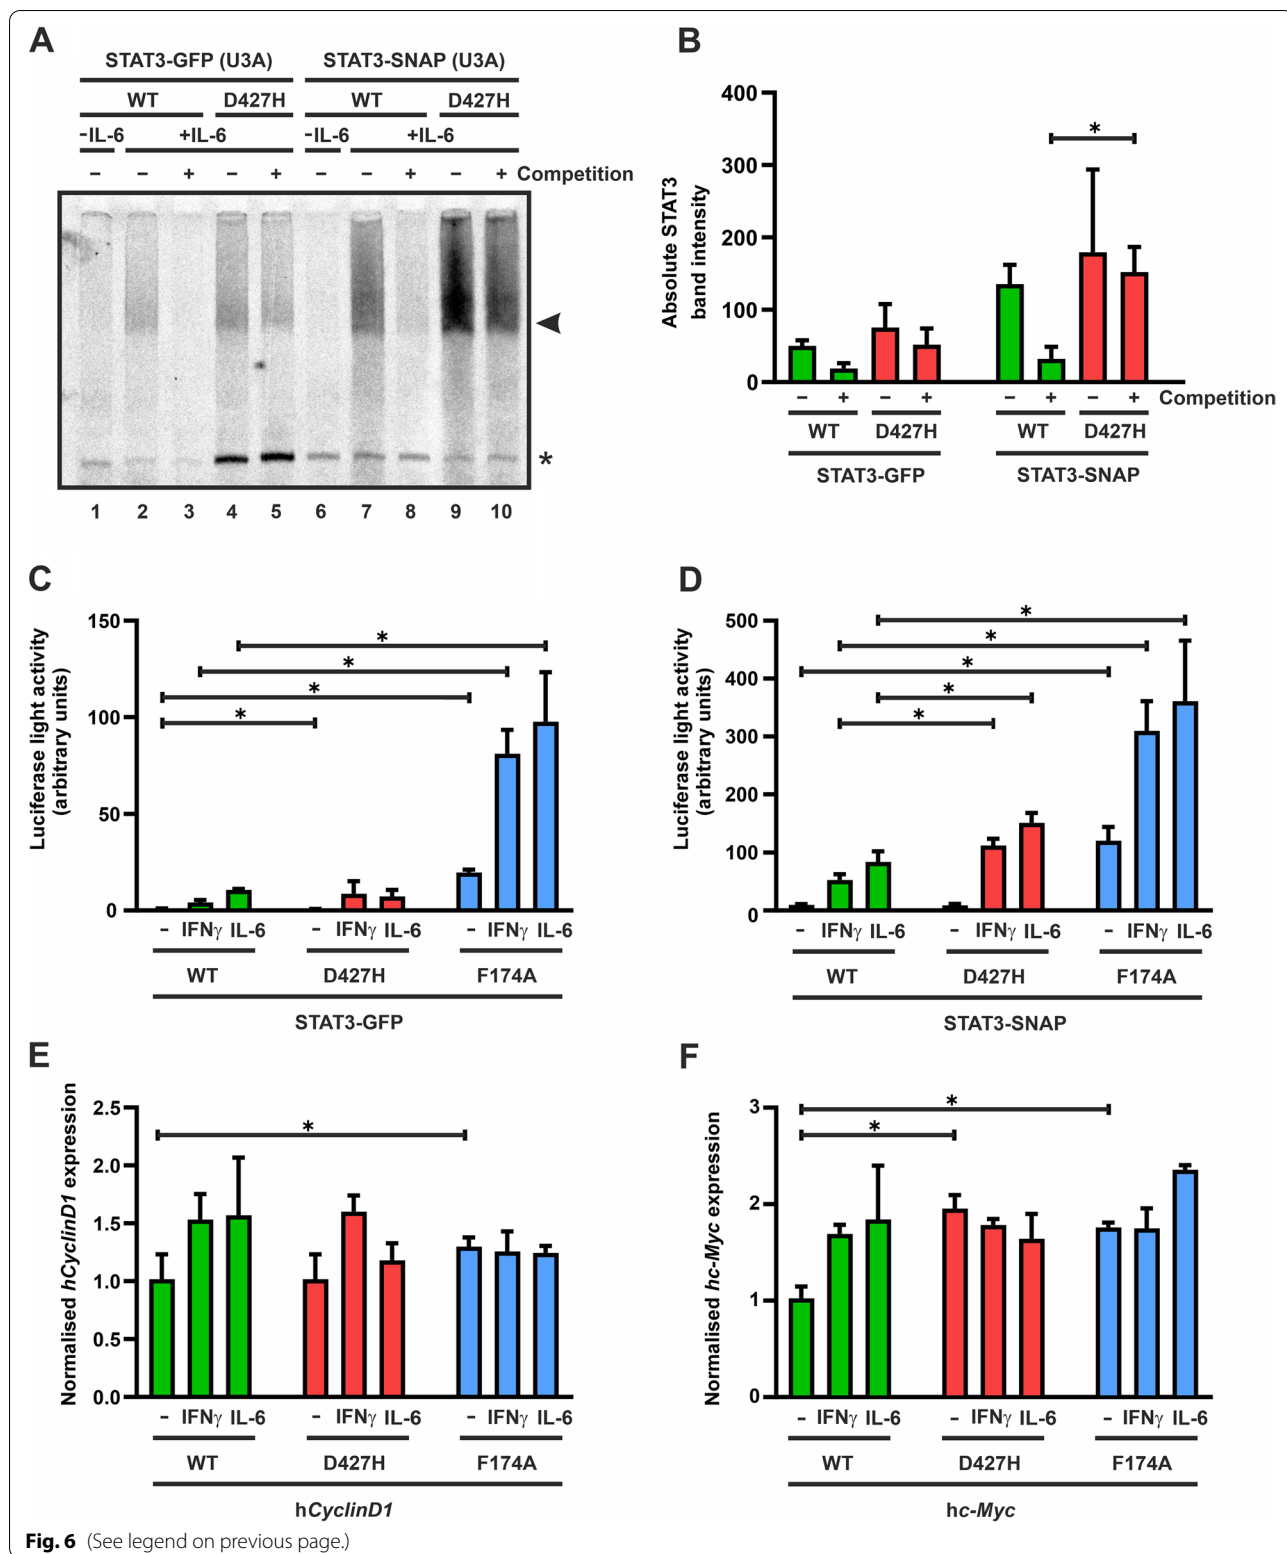 A
STAT3-GFP (U3A) STAT3-SNAP (U3A)
WT D427H WT D427H
-IL-6 +IL-6 -IL-6 +IL-6
– – + – + – – + – + Competition
*
1 2 3 4 5 6 7 8 9 10
B
Absolute STAT3
band intensity
400
300
200
100
0
*
– + – + – + – + Competition
WT D427H WT D427H
STAT3-GFP STAT3-SNAP
C
Luciferase light activity
(arbitrary units)
150
100
50
0
*
*
*
*
– IFNγ IL-6 – IFNγ IL-6 – IFNγ IL-6
WT D427H F174A
STAT3-GFP
D
Luciferase light activity
(arbitrary units)
500
400
300
200
100
0
*
*
*
*
*
– IFNγ IL-6 – IFNγ IL-6 – IFNγ IL-6
WT D427H F174A
STAT3-SNAP
E
Normalised hCyclinD1 expression
2.5
2.0
1.5
1.0
0.5
0.0
*
– IFNγ IL-6 – IFNγ IL-6 – IFNγ IL-6
WT D427H F174A
hCyclinD1
F
Normalised hc-Myc expression
3
2
1
0
*
*
– IFNγ IL-6 – IFNγ IL-6 – IFNγ IL-6
WT D427H F174A
hc-Myc
Fig. 6 (See legend on previous page.)